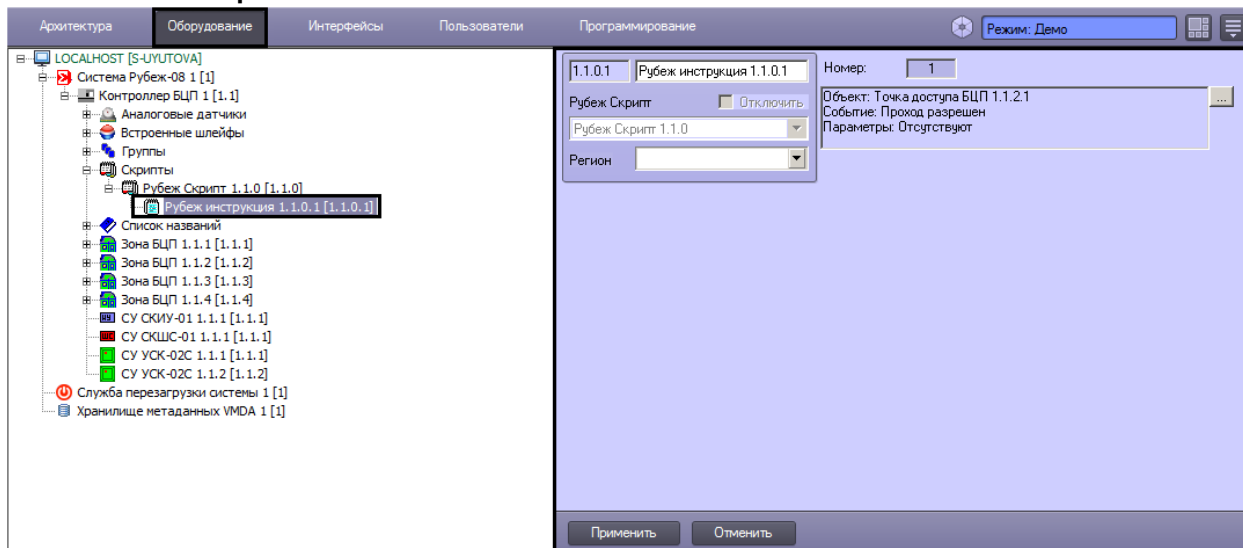 Архитектура Оборудование Интерфейсы Пользователи Программирование Режим: Демо
LOCALHOST [S-UYUTOVA]
Система Рубеж-08 1 [1]
Контроллер БЦП 1 [1.1]
Аналоговые датчики
Встроенные шлейфы
Группы
Скрипты
Рубеж Скрипт 1.1.0 [1.1.0]
Рубеж инструкция 1.1.0.1 [1.1.0.1]
Список названий
Зона БЦП 1.1.1 [1.1.1]
Зона БЦП 1.1.2 [1.1.2]
Зона БЦП 1.1.3 [1.1.3]
Зона БЦП 1.1.4 [1.1.4]
СУ СКИУ-01 1.1.1 [1.1.1]
СУ СКШС-01 1.1.1 [1.1.1]
СУ УСК-02С 1.1.1 [1.1.1]
СУ УСК-02С 1.1.2 [1.1.2]
Служба перезагрузки системы 1 [1]
Хранилище метаданных VMDA 1 [1]
1.1.0.1 Рубеж инструкция 1.1.0.1
Рубеж Скрипт Отключить
Рубеж Скрипт 1.1.0
Регион
Номер: 1
Объект: Точка доступа БЦП 1.1.2.1 ...
Событие: Проход разрешен
Параметры: Отсутствуют
Применить Отменить